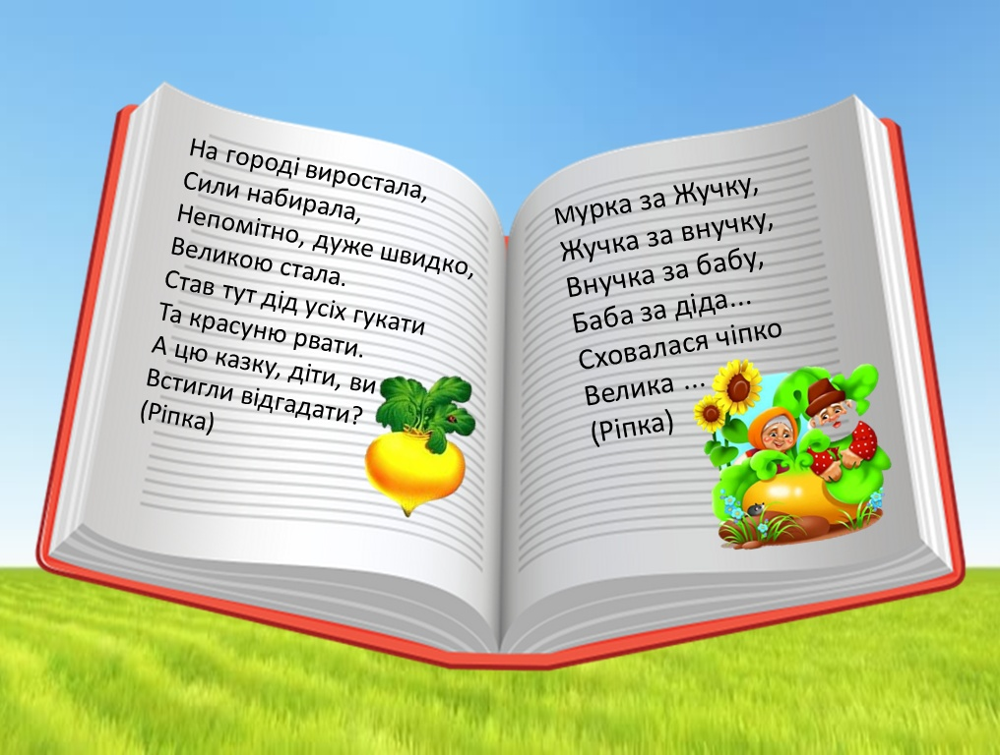 На городі виростала,
Сили набирала,
Непомітно, дуже швидко,
Великою стала.
Став тут дід усіх гукати
Та красуню рвати.
А цю казку, діти, ви
Встигли відгадати?
(Ріпка)
Мурка за Жучку,
Жучка за внучку,
Внучка за бабу,
Баба за діда...
Сховалася чіпко
Велика ...
(Ріпка)